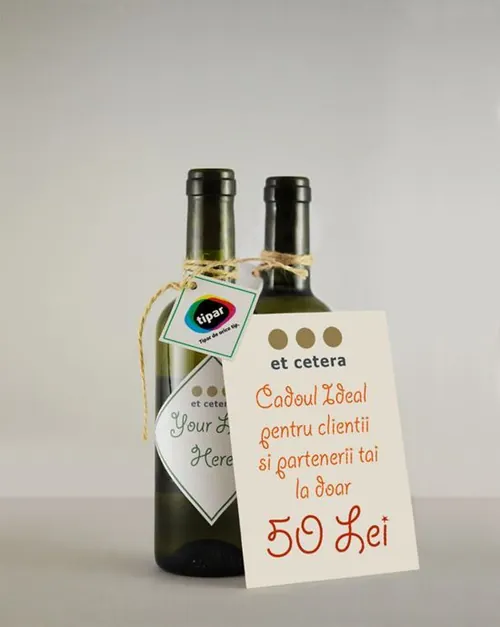 tipar
Tipar de orice tip.
et cetera
Your
Here
et cetera
Cadoul Ideal
pentru clientii
si partenerii tai
la doar
50 Lei